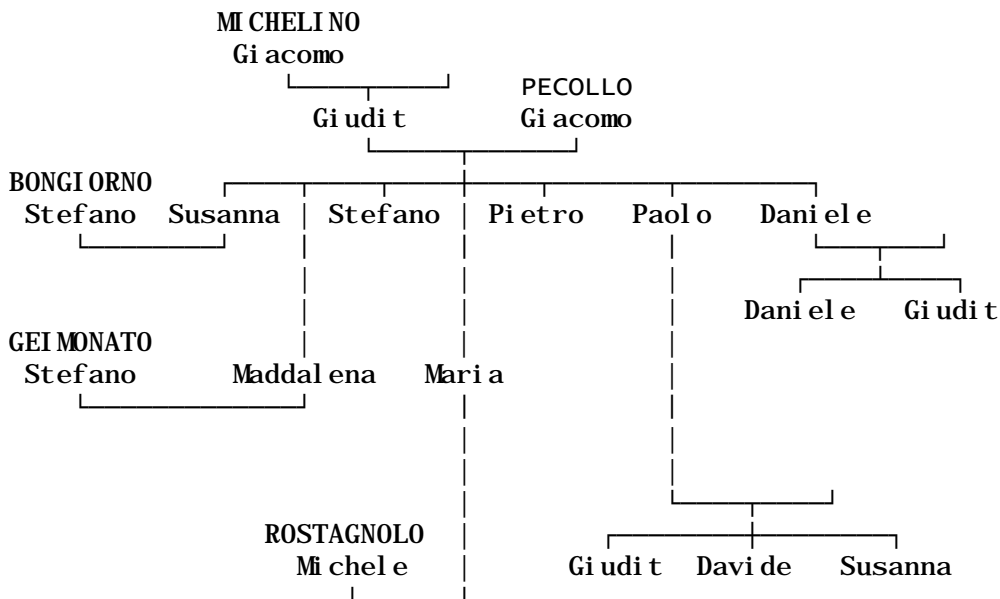 MICHELINO
Giacomo
PECOLLO
Giudit Giacomo
BONGIORNO
Stefano Susanna Stefano Pietro Paolo Daniele
Daniele Giudit
GEIMONATO
Stefano Maddalena Maria
ROSTAGNOLO
Giudit Davide Susanna
Michele